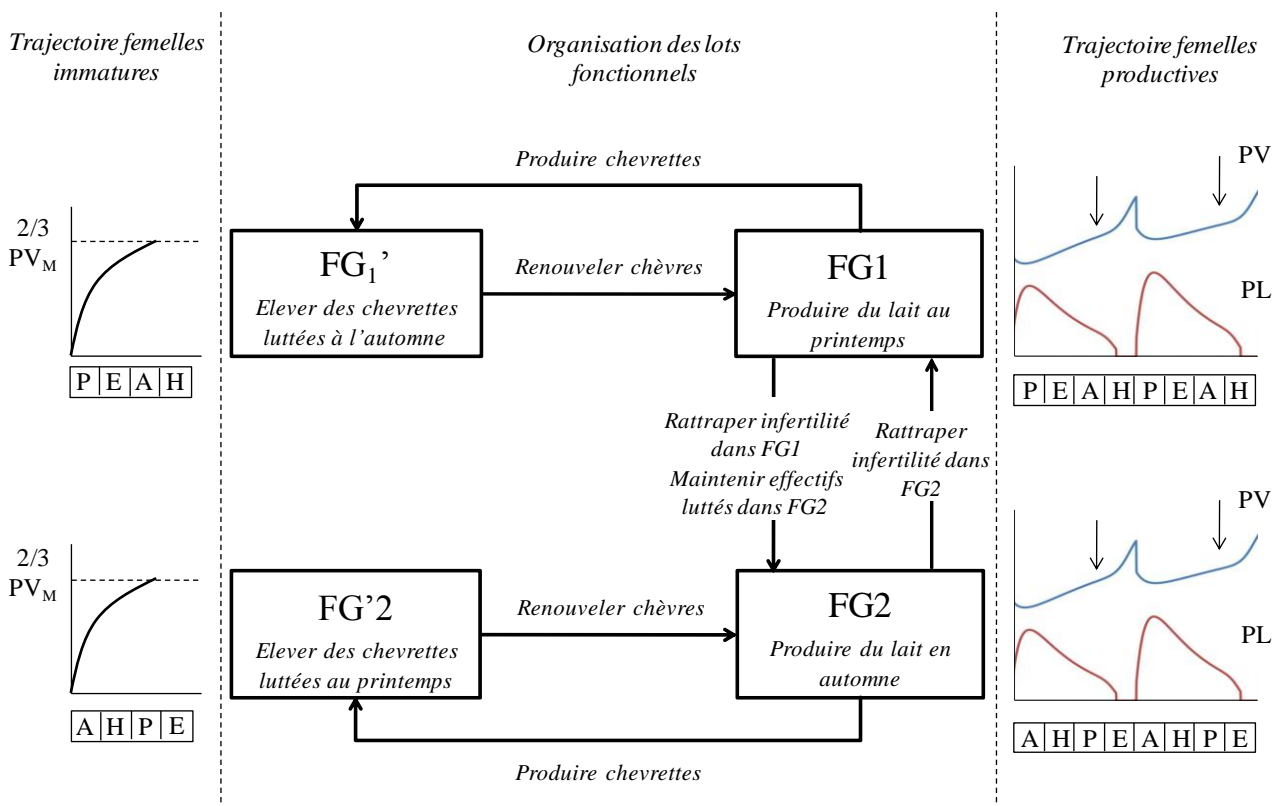 Trajectoire femelles
immatures
Organisation des lots
fonctionnels
Trajectoire femelles
productives
Produire chevrettes
2/3
PVM
P E A H
FG1’
Elever des chevrettes
luttées à l’automne
Renouveler chèvres
FG1
Produire du lait au
printemps
PV
PL
P E A H P E A H
Rattraper infertilité
dans FG1
Maintenir effectifs
luttés dans FG2
Rattraper
infertilité dans
FG2
2/3
PVM
A H P E
FG’2
Elever des chevrettes
luttées au printemps
Renouveler chèvres
FG2
Produire du lait en
automne
PV
PL
A H P E A H P E
Produire chevrettes